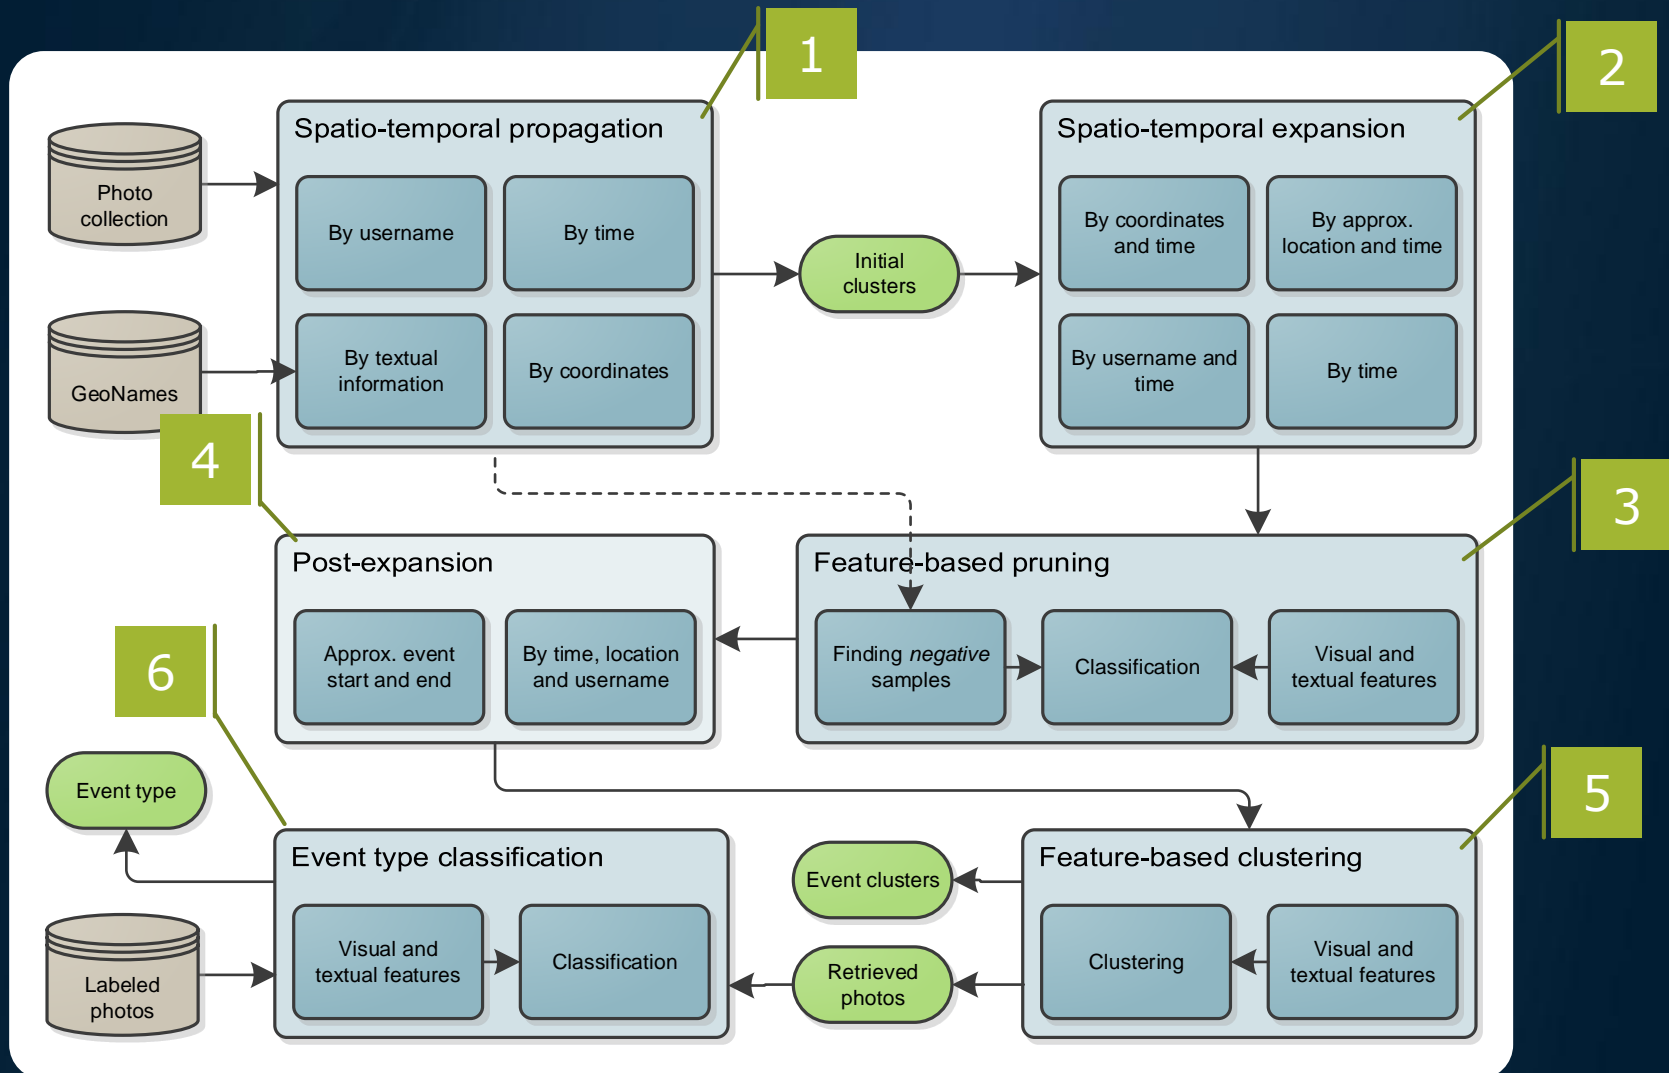 1
2
Spatio-temporal propagation
Spatio-temporal expansion
Photo
collection
By username
By time
Initial
clusters
By coordinates
and time
By approx.
location and time
GeoNames
By textual
information
By coordinates
By username and
time
By time
4
3
Post-expansion
Feature-based pruning
Approx. event
start and end
By time, location
and username
Finding negative
samples
Classification
Visual and
textual features
6
5
Event type
Event type classification
Event clusters
Feature-based clustering
Labeled
photos
Visual and
textual features
Classification
Retrieved
photos
Clustering
Visual and
textual features